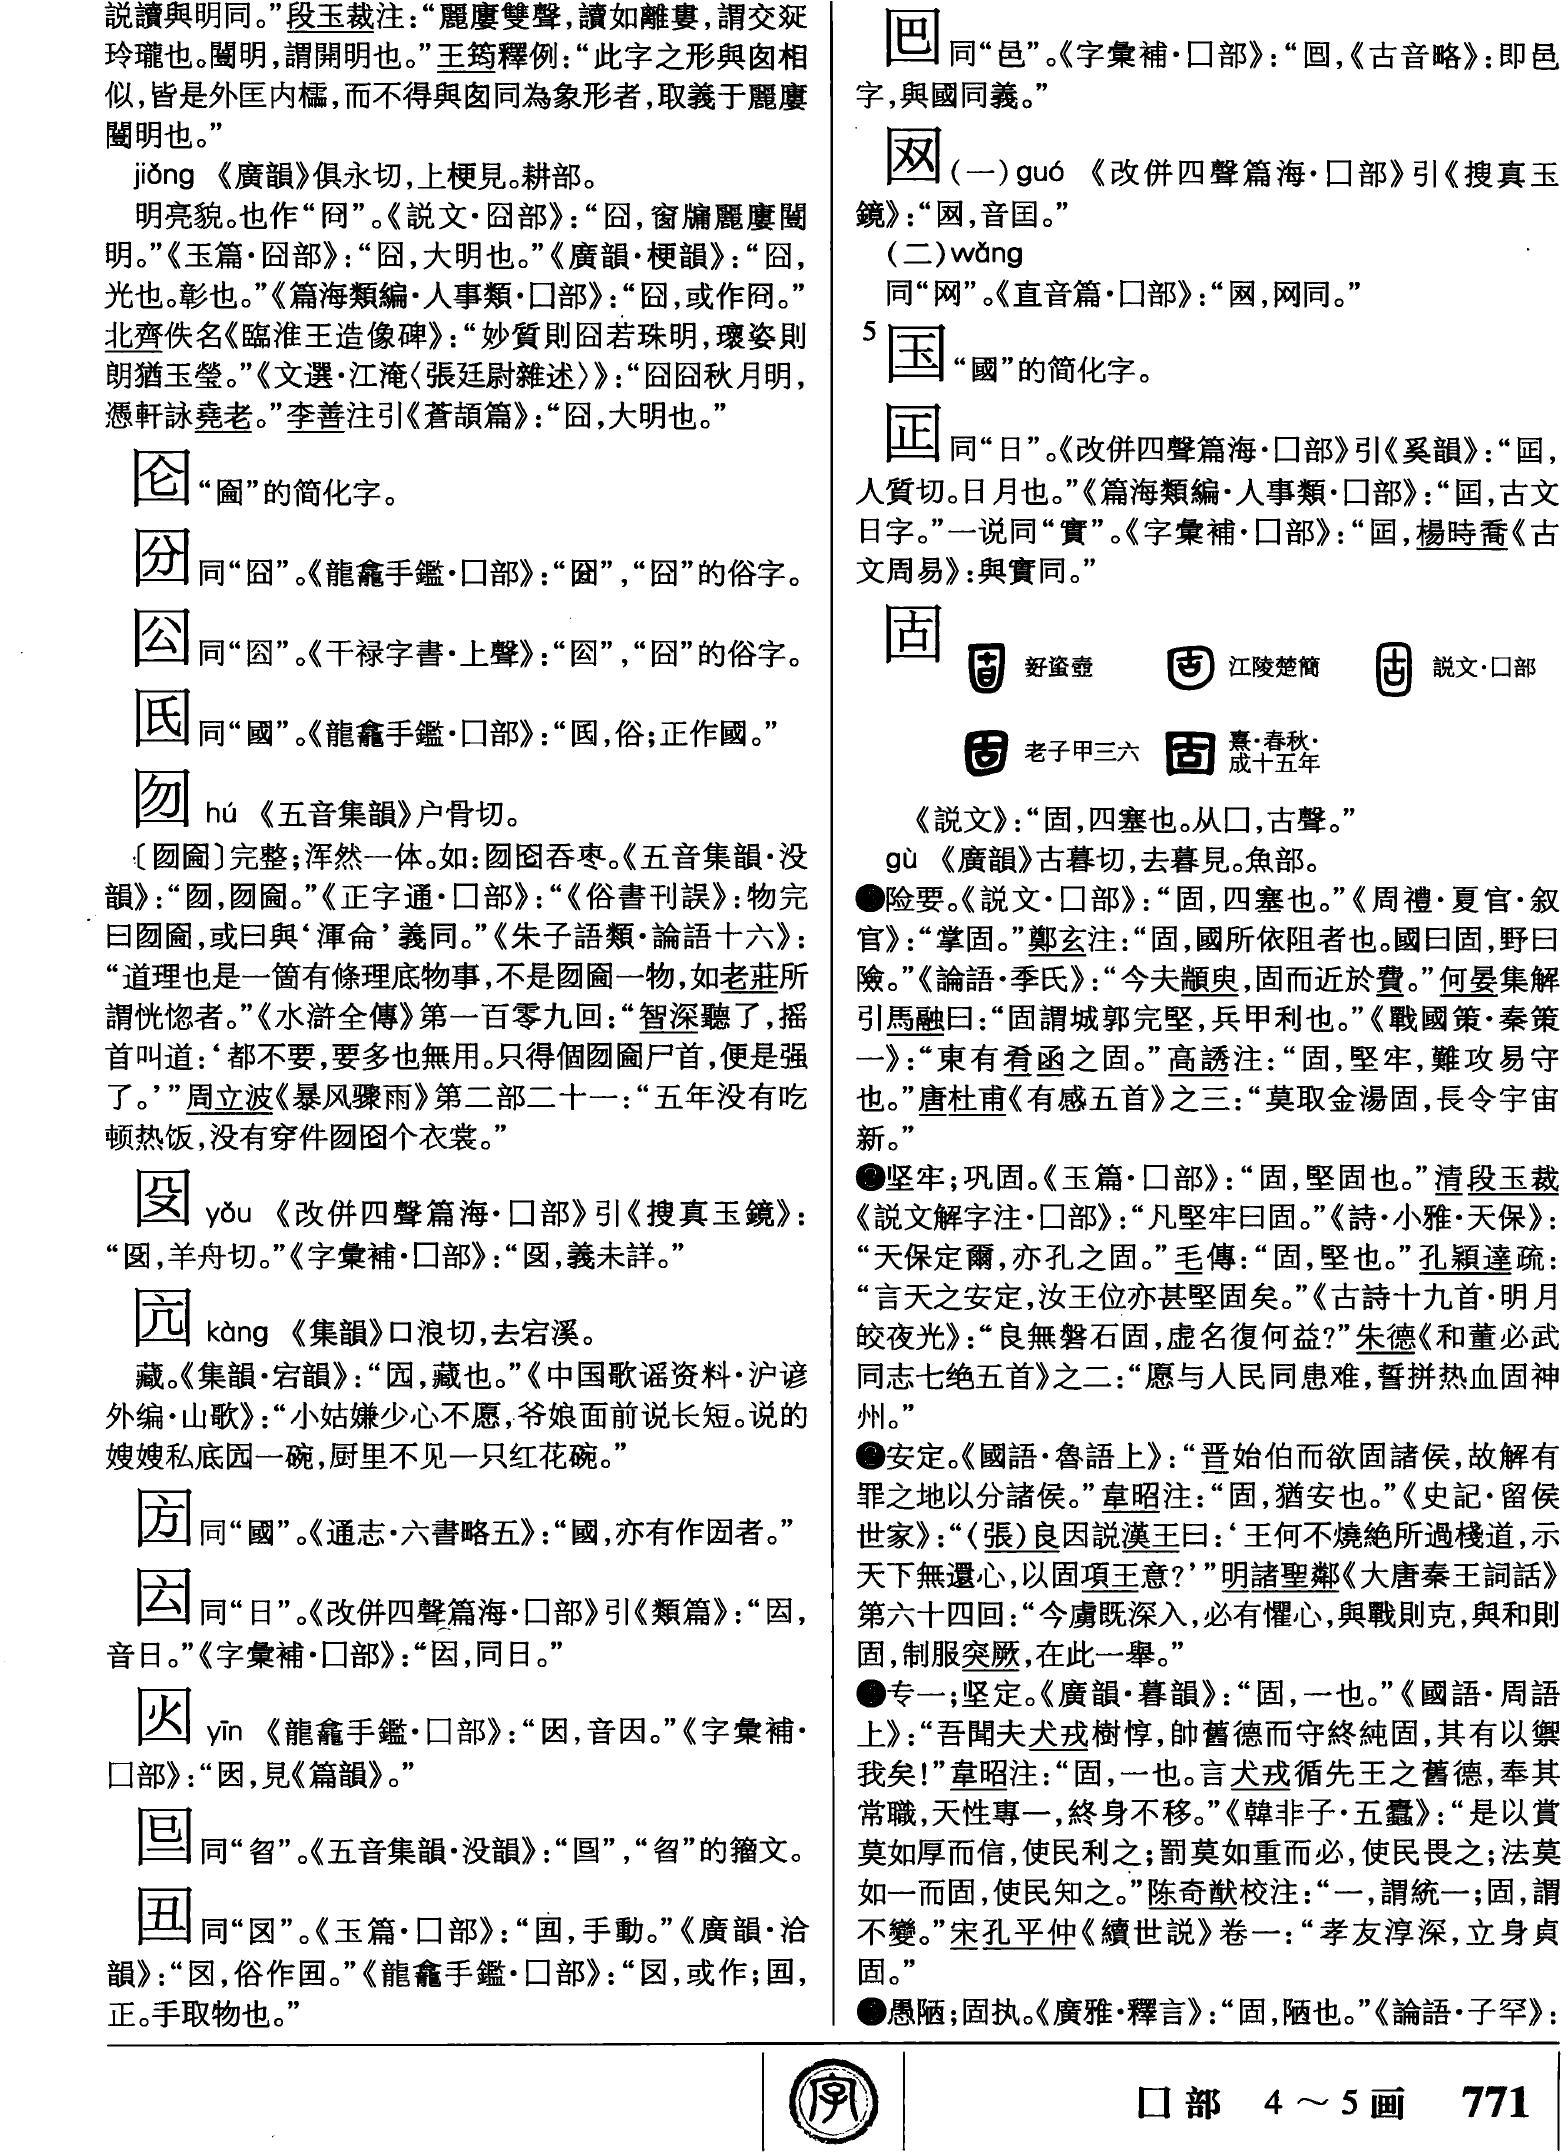 説讀與明同。”段玉裁注：“麗廔雙聲，讀如離婁，謂交延
玲瓏也。闓明，謂開明也。”王筠釋例：“此字之形與囱相
似，皆是外匡内櫺，而不得與囱同為象形者，取義于麗廔
闓明也。”
jiǒng 《廣韻》俱永切，上梗見。耕部。
明亮貌。也作“冏”。《説文·囧部》：“囧，窗牖麗廔闓
明。”《玉篇·囧部》：“囧，大明也。”《廣韻·梗韻》：“囧，
光也。彰也。”《篇海類編·人事類·囗部》：“囧，或作冏。”
北齊佚名《臨淮王造像碑》：“妙質則囧若珠明，瓌姿則
朗猶玉瑩。”《文選·江淹〈張廷尉雜述〉》：“囧囧秋月明，
憑軒詠堯老。”李善注引《蒼頡篇》：“囧，大明也。”
囵 “圇”的简化字。
同“囧”。《龍龕手鑑·囗部》：“”，“囧”的俗字。
同“囧”。《干禄字書·上聲》：“”，“囧”的俗字。
同“國”。《龍龕手鑑·囗部》：“，俗；正作國。”
囫 hú 《五音集韻》户骨切。
〔囫圇〕完整；浑然一体。如：囫囵吞枣。《五音集韻·没
韻》：“囫，囫圇。”《正字通·囗部》：“《俗書刊誤》：物完
曰囫圇，或曰與‘渾侖’義同。”《朱子語類·論語十六》：
“道理也是一箇有條理底物事，不是囫圇一物，如老莊所
謂恍惚者。”《水滸全傳》第一百零九回：“智深聽了，摇
首叫道：‘都不要，要多也無用。只得個囫圇尸首，便是强
了。’”周立波《暴风骤雨》第二部二十一：“五年没有吃
顿热饭，没有穿件囫囵个衣裳。”
yǒu 《改併四聲篇海·囗部》引《搜真玉鏡》：
“，羊舟切。”《字彙補·囗部》：“，義未詳。”
囥 kàng 《集韻》口浪切，去宕溪。
藏。《集韻·宕韻》：“囥，藏也。”《中国歌谣资料·沪谚
外编·山歌》：“小姑嫌少心不愿，爷娘面前说长短。说的
嫂嫂私底囥一碗，厨里不见一只红花碗。”
同“國”。《通志·六書略五》：“國，亦有作者。”
同“日”。《改併四聲篇海·囗部》引《類篇》：“，
音日。”《字彙補·囗部》：“，同日。”
yīn 《龍龕手鑑·囗部》：“，音因。”《字彙補·
囗部》：“，見《篇韻》。”
同“曶”。《五音集韻·没韻》：“”，“曶”的籀文。
同“囡”。《玉篇·囗部》：“，手動。”《廣韻·洽
韻》：“，俗作。”《龍龕手鑑·囗部》：“，或作；，
正。手取物也。”
同“邑”。《字彙補·囗部》：“，《古音略》：即邑
字，與國同義。”
(一)guó 《改併四聲篇海·囗部》引《搜真玉
鏡》：“，音囯。”
(二)wǎng
同“网”。《直音篇·囗部》：“，网同。”
5 国 “國”的简化字。
同“日”。《改併四聲篇海·囗部》引《奚韻》：“，
人質切。日月也。”《篇海類編·人事類·囗部》：“，古文
日字。”一说同“實”。《字彙補·囗部》：“，楊時喬《古
文周易》：與實同。”
固
𧊒壺 江陵楚簡 説文·囗部
老子甲三六 熹·春秋·成十五年
《説文》：“固，四塞也。从囗，古聲。”
gù 《廣韻》古暮切，去暮見。魚部。
❶险要。《説文·囗部》：“固，四塞也。”《周禮·夏官·叙
官》：“掌固。”鄭玄注：“固，國所依阻者也。國曰固，野曰
險。”《論語·季氏》：“今夫顓臾，固而近於費。”何晏集解
引馬融曰：“固謂城郭完堅，兵甲利也。”《戰國策·秦策
一》：“東有肴函之固。”高誘注：“固，堅牢，難攻易守
也。”唐杜甫《有感五首》之三：“莫取金湯固，長令宇宙
新。”
❷坚牢；巩固。《玉篇·囗部》：“固，堅固也。”清段玉裁
《説文解字注·囗部》：“凡堅牢曰固。”《詩·小雅·天保》：
“天保定爾，亦孔之固。”毛傳：“固，堅也。”孔穎達疏：
“言天之安定，汝王位亦甚堅固矣。”《古詩十九首·明月
皎夜光》：“良無磐石固，虚名復何益？”朱德《和董必武
同志七绝五首》之二：“愿与人民同患难，誓拼热血固神
州。”
❸安定。《國語·魯語上》：“晋始伯而欲固諸侯，故解有
罪之地以分諸侯。”韋昭注：“固，猶安也。”《史記·留侯
世家》：“（張）良因説漢王曰：‘王何不燒絶所過棧道，示
天下無還心，以固項王意？’”明諸聖鄰《大唐秦王詞話》
第六十四回：“今虜既深入，必有懼心，與戰則克，與和則
固，制服突厥，在此一舉。”
❹专一；坚定。《廣韻·暮韻》：“固，一也。”《國語·周語
上》：“吾聞夫犬戎樹惇，帥舊德而守終純固，其有以禦
我矣！”韋昭注：“固，一也。言犬戎循先王之舊德，奉其
常職，天性專一，終身不移。”《韓非子·五蠹》：“是以賞
莫如厚而信，使民利之；罰莫如重而必，使民畏之；法莫
如一而固，使民知之。”陈奇猷校注：“一，謂統一；固，謂
不變。”宋孔平仲《續世説》卷一：“孝友淳深，立身貞
固。”
❺愚陋；固执。《廣雅·釋言》：“固，陋也。”《論語·子罕》：
字
囗部 4～5画 771